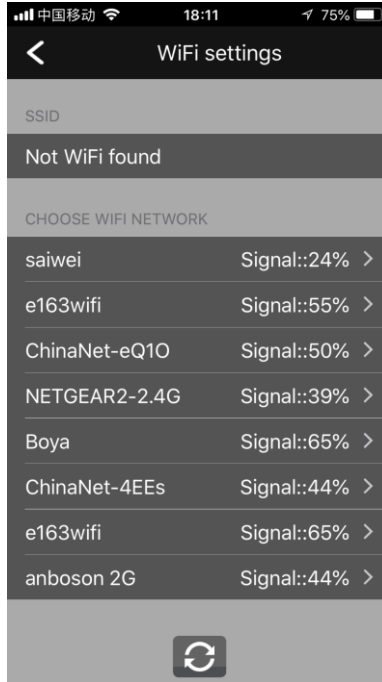 中国移动 18:11 75%
WiFi settings
SSID
Not WiFi found
CHOOSE WIFI NETWORK
saiwei Signal::24%
e163wifi Signal::55%
ChinaNet-eQ1O Signal::50%
NETGEAR2-2.4G Signal::39%
Boya Signal::65%
ChinaNet-4EEs Signal::44%
e163wifi Signal::65%
anboson 2G Signal::44%